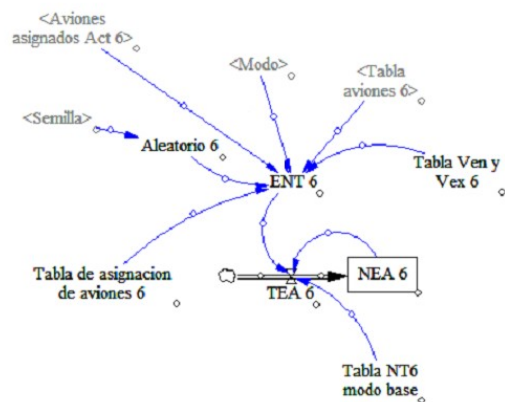 <Aviones
asignados Act 6>
<Modo>
<Tabla
aviones 6>
<Semilla>
Aleatorio 6
Tabla Ven y
Vex 6
ENT 6
Tabla de asignacion
de aviones 6
NEA 6
TEA 6
Tabla NT6
modo base